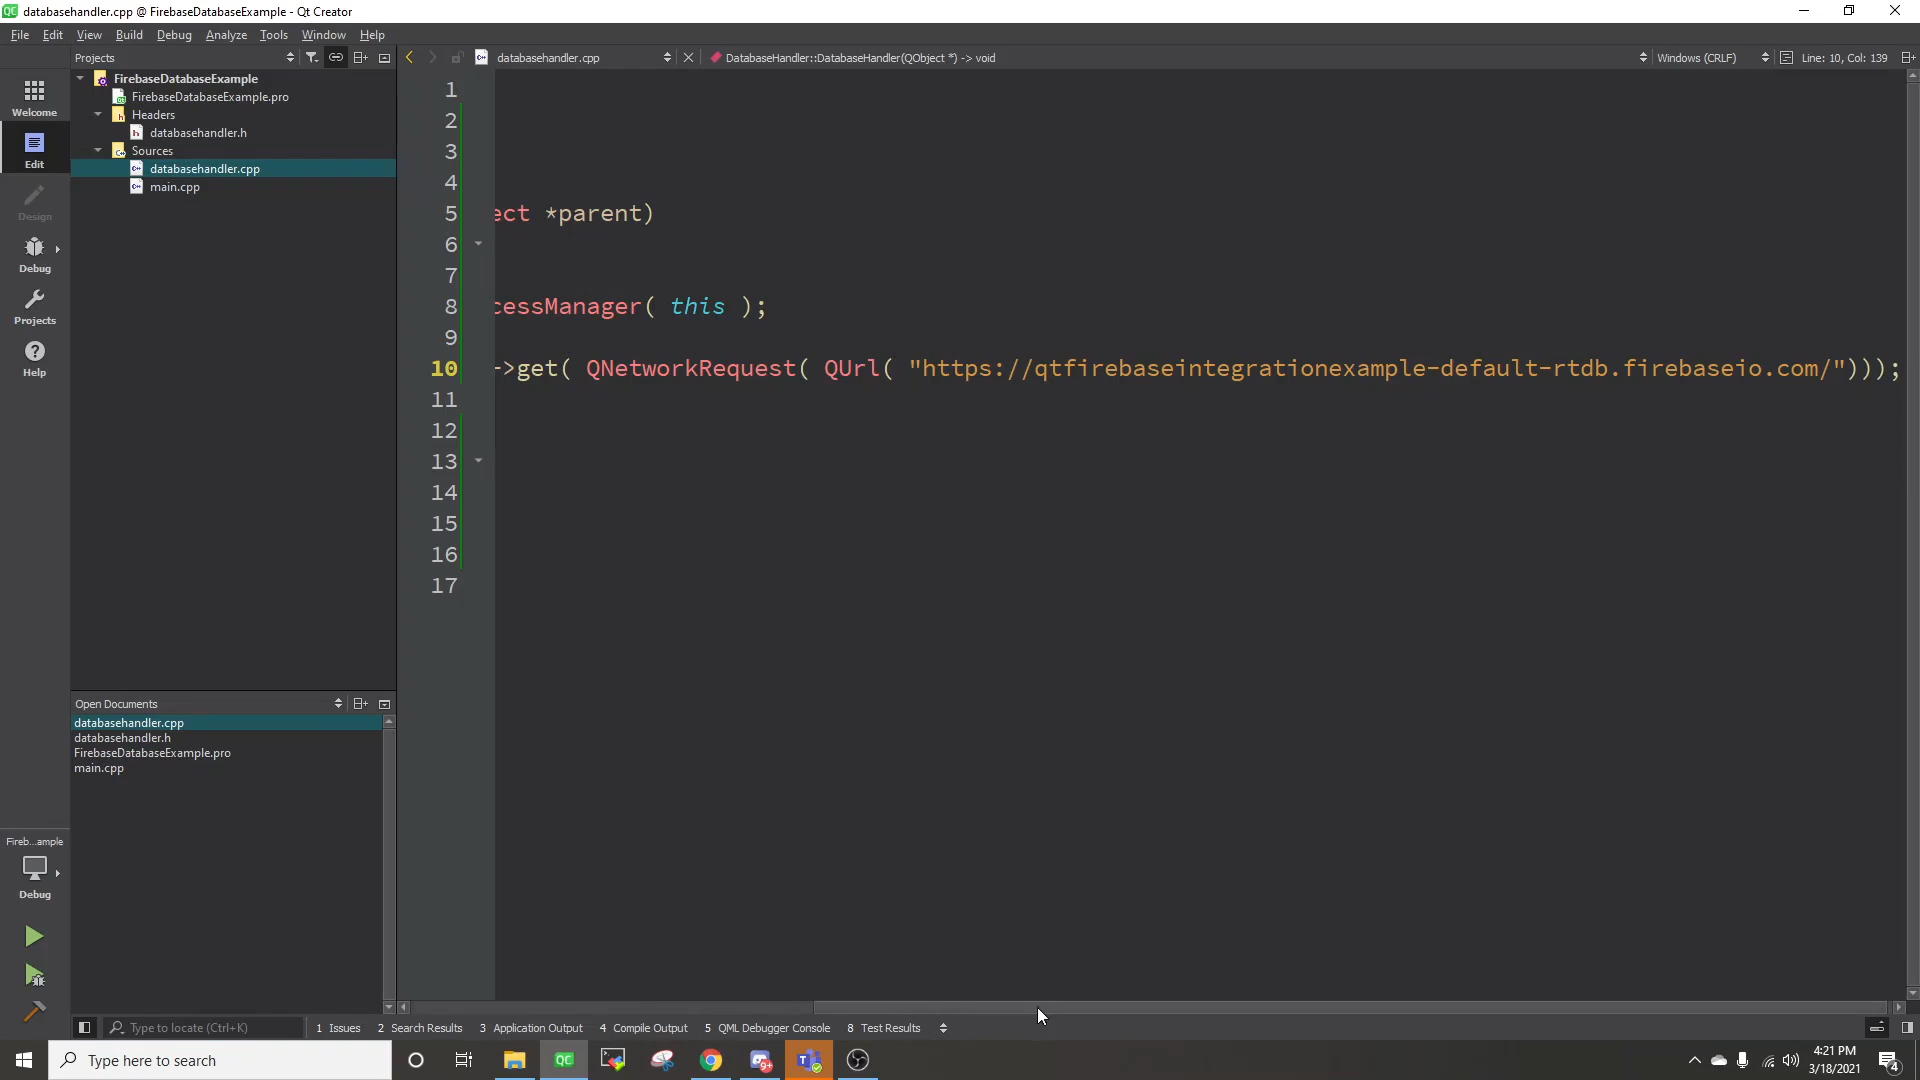 QC databasehandler.cpp @ FirebaseDatabaseExample - Qt Creator
File Edit View Build Debug Analyze Tools Window Help
Projects
databasehandler.cpp
DatabaseHandler::DatabaseHandler(QObject *) -> void
Windows (CRLF)
Line: 10, Col: 139
FirebaseDatabaseExample
FirebaseDatabaseExample.pro
Headers
databasehandler.h
Sources
databasehandler.cpp
main.cpp
Welcome
Edit
Design
Debug
Projects
Help
1
2
3
4
5 ect *parent)
6
7
8 cessManager( this );
9
10 ->get( QNetworkRequest( QUrl( "https://qtfirebaseintegrationexample-default-rtdb.firebaseio.com/")));
11
12
13
14
15
16
17
Open Documents
databasehandler.cpp
databasehandler.h
FirebaseDatabaseExample.pro
main.cpp
Fireb...ample
Debug
Type to locate (Ctrl+K)
1 Issues 2 Search Results 3 Application Output 4 Compile Output 5 QML Debugger Console 8 Test Results
Type here to search
QC
9+
4:21 PM
3/18/2021
4